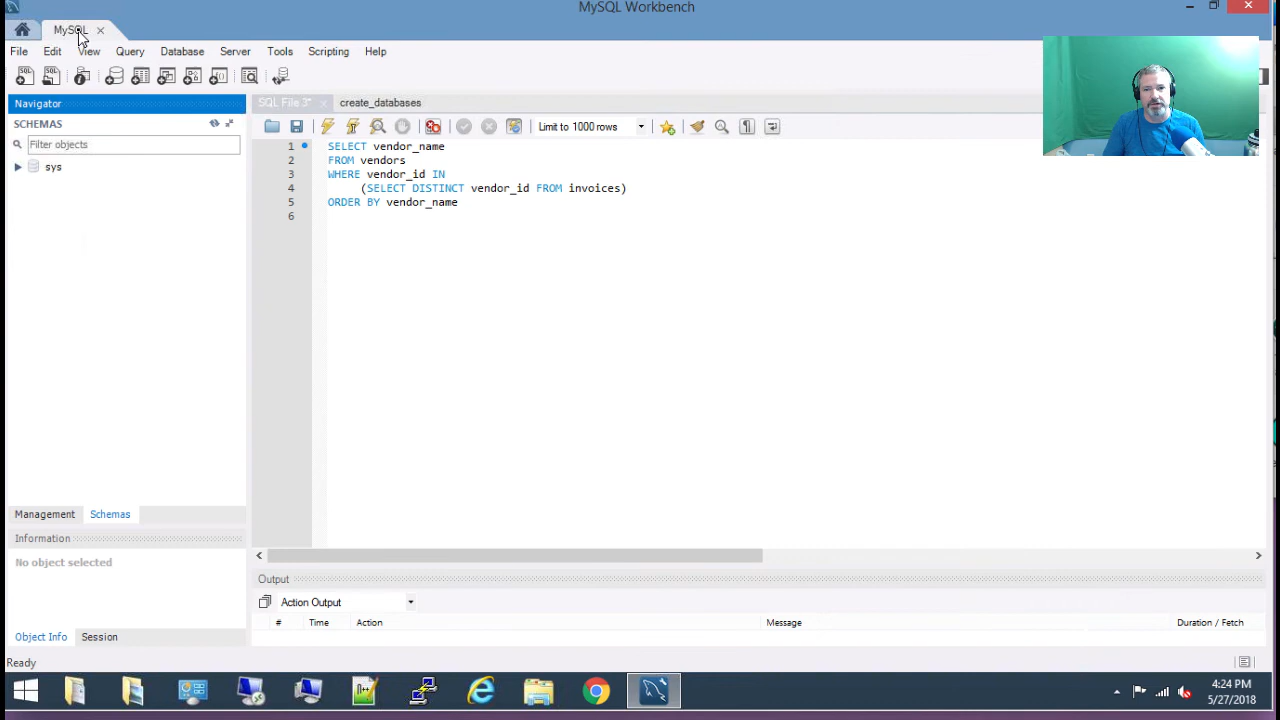 MySQL Workbench
MySQL
File Edit View Query Database Server Tools Scripting Help
Navigator
SQL File 3* create_databases
SCHEMAS
Limit to 1000 rows
Filter objects
sys
1 SELECT vendor_name
2 FROM vendors
3 WHERE vendor_id IN
4 (SELECT DISTINCT vendor_id FROM invoices)
5 ORDER BY vendor_name
6
Management Schemas
Information
No object selected
Output
Action Output
# Time Action Message Duration / Fetch
Object Info Session
Ready
4:24 PM
5/27/2018